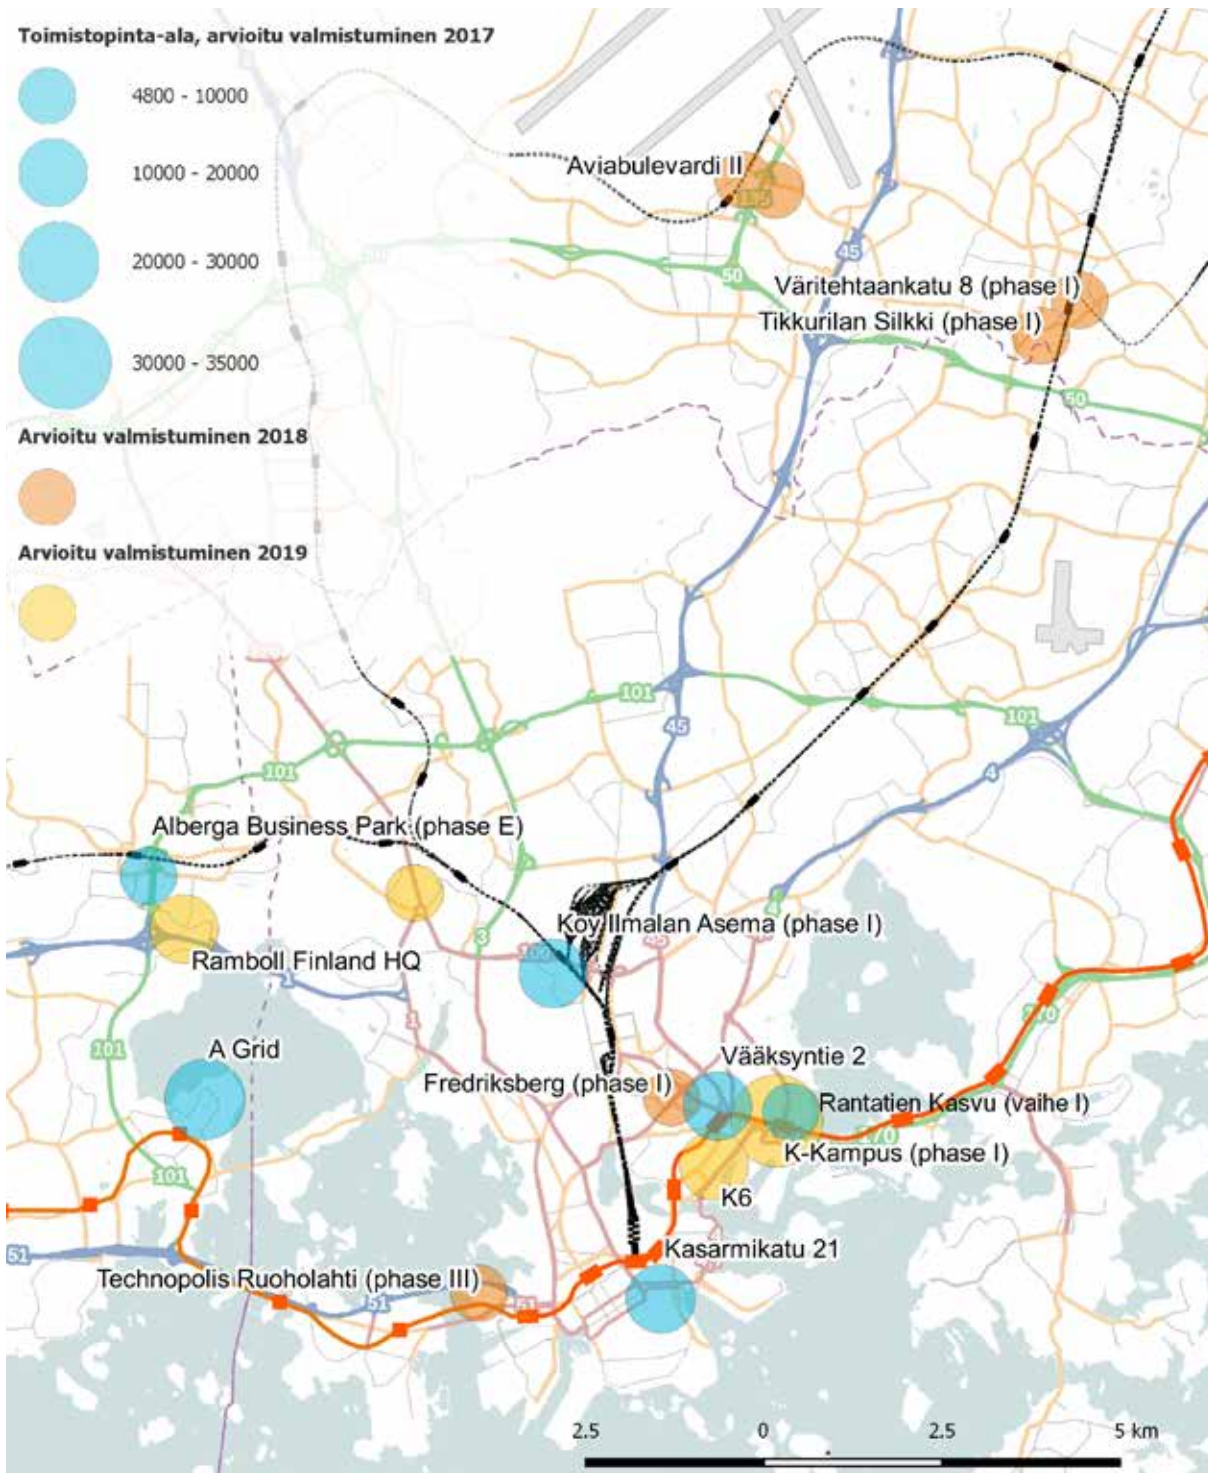 Toimistopinta-ala, arvioitu valmistuminen 2017
4800 - 10000
10000 - 20000
20000 - 30000
30000 - 35000
Arvioitu valmistuminen 2018
Arvioitu valmistuminen 2019
Aviabulevardi II
45
50
50
Väritehtaankatu 8 (phase I)
Tikkurilan Silkki (phase I)
50
101
101
45
101
4
Alberga Business Park (phase E)
4
Koy Ilmalan Asema (phase I)
3
Ramboll Finland HQ
1
1
170
A Grid
101
Vääksyntie 2
Fredriksberg (phase I)
Rantatien Kasvu (vaihe I)
170
K-Kampus (phase I)
101
K6
Kasarmikatu 21
51
Technopolis Ruoholahti (phase III)
51
51
2.5
0
2.5
5 km